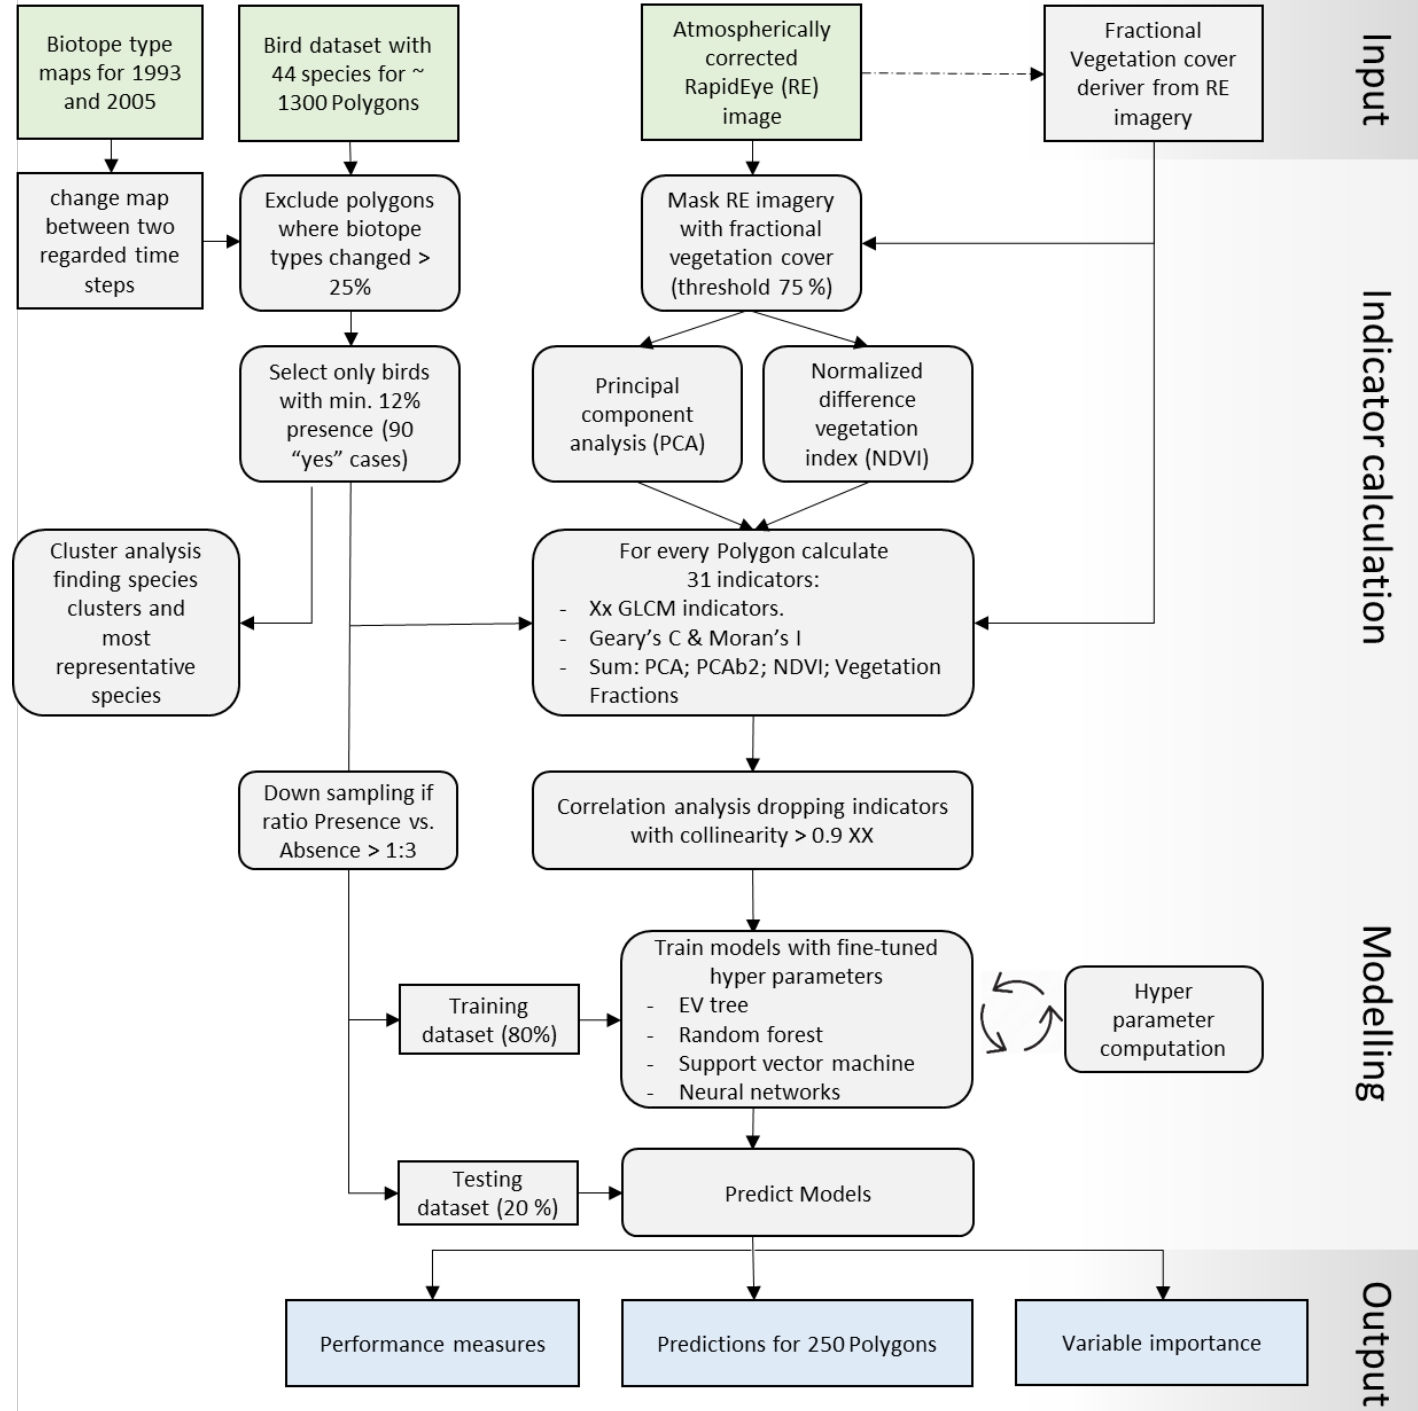 Biotope type
maps for 1993
and 2005
Bird dataset with
44 species for ~
1300 Polygons
Atmospherically
corrected
RapidEye (RE)
image
Fractional
Vegetation cover
deriver from RE
imagery
Input
change map
between two
regarded time
steps
Exclude polygons
where biotope
types changed >
25%
Mask RE imagery
with fractional
vegetation cover
(threshold 75 %)
Select only birds
with min. 12%
presence (90
“yes” cases)
Principal
component
analysis (PCA)
Normalized
difference
vegetation
index (NDVI)
Indicator calculation
Cluster analysis
finding species
clusters and
most
representative
species
For every Polygon calculate
31 indicators:
- Xx GLCM indicators.
- Geary’s C & Moran’s I
- Sum: PCA; PCAb2; NDVI; Vegetation
Fractions
Down sampling if
ratio Presence vs.
Absence > 1:3
Correlation analysis dropping indicators
with collinearity > 0.9 XX
Train models with fine-tuned
hyper parameters
- EV tree
- Random forest
- Support vector machine
- Neural networks
Training
dataset (80%)
Hyper
parameter
computation
Modelling
Testing
dataset (20 %)
Predict Models
Performance measures
Predictions for 250 Polygons
Variable importance
Output